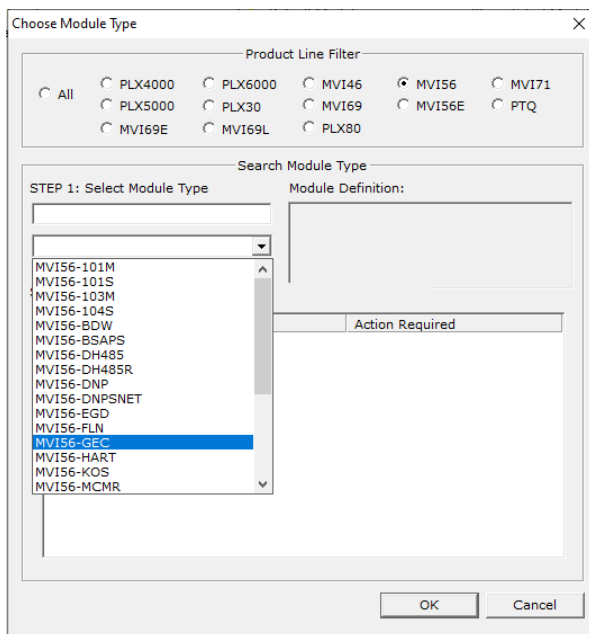 Choose Module Type
Product Line Filter
All
PLX4000 PLX6000 MVI46 MVI56 MVI71
PLX5000 PLX30 MVI69 MVI56E PTQ
MVI69E MVI69L PLX80
Search Module Type
STEP 1: Select Module Type Module Definition:
MVI56-101M
MVI56-101S
MVI56-103M
MVI56-104S
Action Required
MVI56-BDW
MVI56-BSAPS
MVI56-DH485
MVI56-DH485R
MVI56-DNP
MVI56-DNPSNET
MVI56-EGD
MVI56-FLN
MVI56-GEC
MVI56-HART
MVI56-KOS
MVI56-MCMR
OK Cancel